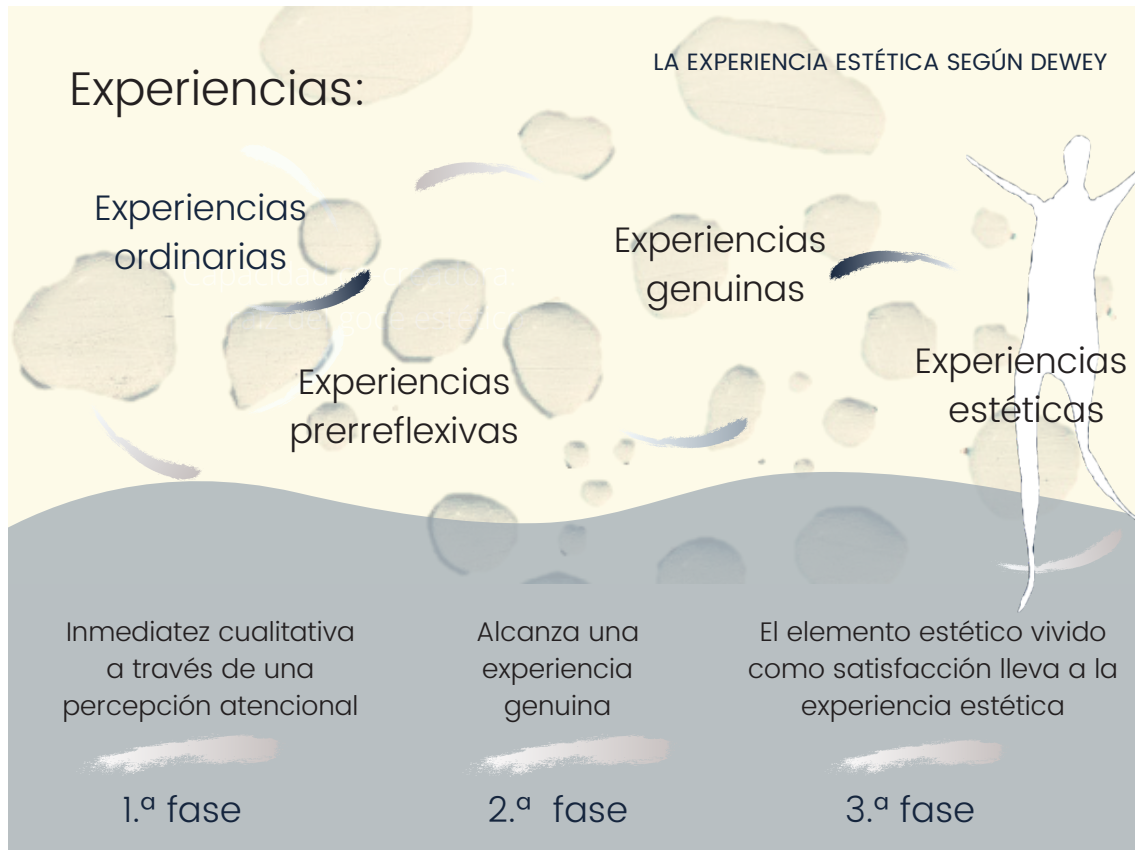 LA EXPERIENCIA ESTÉTICA SEGÚN DEWEY
Experiencias:
Experiencias
ordinarias
Experiencias
prerreflexivas
Experiencias
genuinas
Experiencias
estéticas
Inmediatez cualitativa
a través de una
percepción atencional
1.ª fase
Alcanza una
experiencia
genuina
2.ª fase
El elemento estético vivido
como satisfacción lleva a la
experiencia estética
3.ª fase